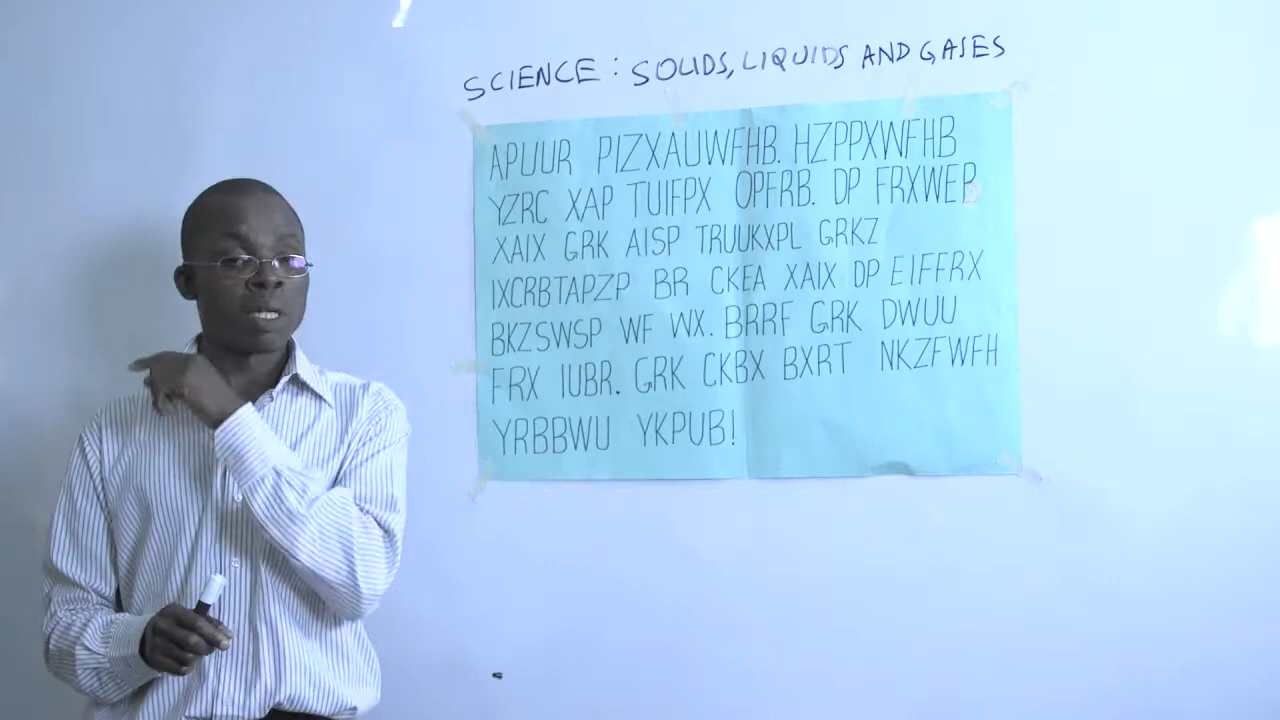 SCIENCE: SOLIDS, LIQUIDS AND GASES
APUUR PIZXAUWFHB. HZPPXWFHB
YZRC XAP TUIFPX OPFRB. DP FRXWEP
XAIX GRK AISP TRUUKXPL GRKZ
IXCRBTAPZP BR CKEA XAIX DP EIFFRX
BKZSWSP WF WX. BRRF GRK DWUU
FRX IUBR. GRK CKBX BXRT NKZFWFH
YRBBWU YKPUB!